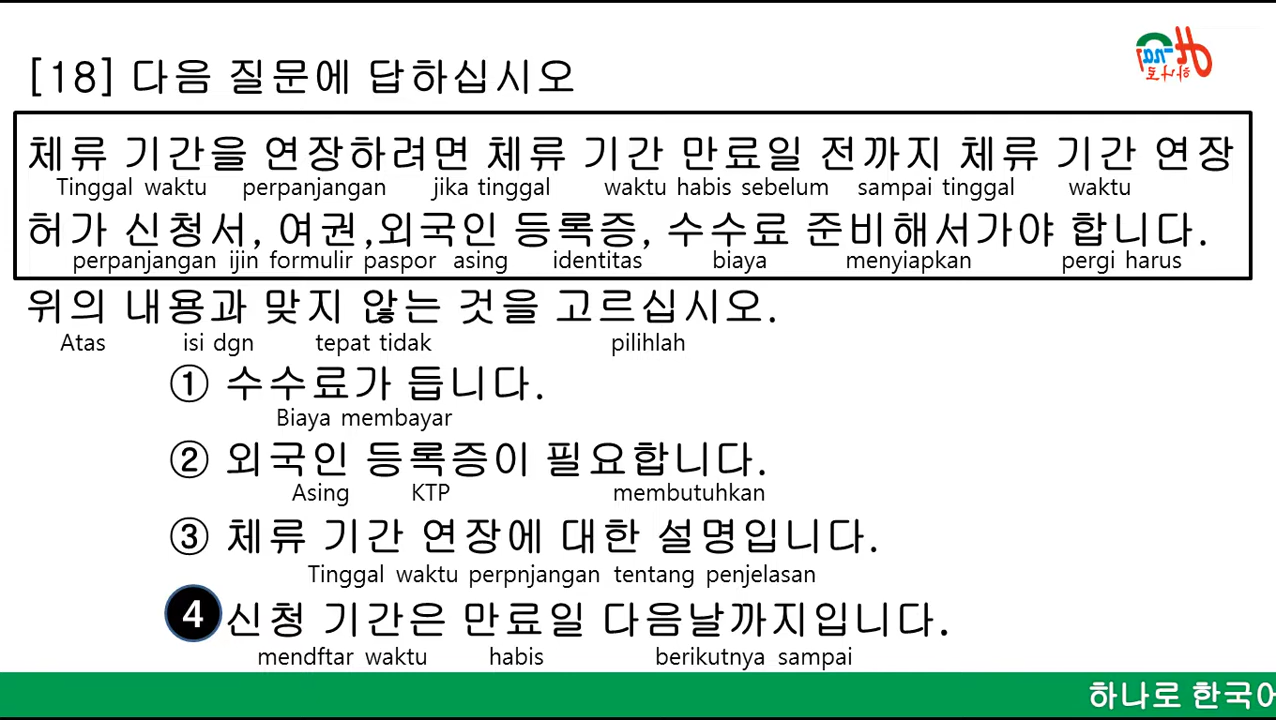 [18] 다음 질문에 답하십시오
체류 기간을 연장하려면 체류 기간 만료일 전까지 체류 기간 연장
Tinggal waktu perpanjangan jika tinggal waktu habis sebelum sampai tinggal waktu
허가 신청서, 여권,외국인 등록증, 수수료 준비해서가야 합니다.
perpanjangan ijin formulir paspor asing identitas biaya menyiapkan pergi harus
위의 내용과 맞지 않는 것을 고르십시오.
Atas isi dgn tepat tidak pilihlah
① 수수료가 듭니다.
Biaya membayar
② 외국인 등록증이 필요합니다.
Asing KTP membutuhkan
③ 체류 기간 연장에 대한 설명입니다.
Tinggal waktu perpnjangan tentang penjelasan
4 신청 기간은 만료일 다음날까지입니다.
mendftar waktu habis berikutnya sampai
하나로 한국어